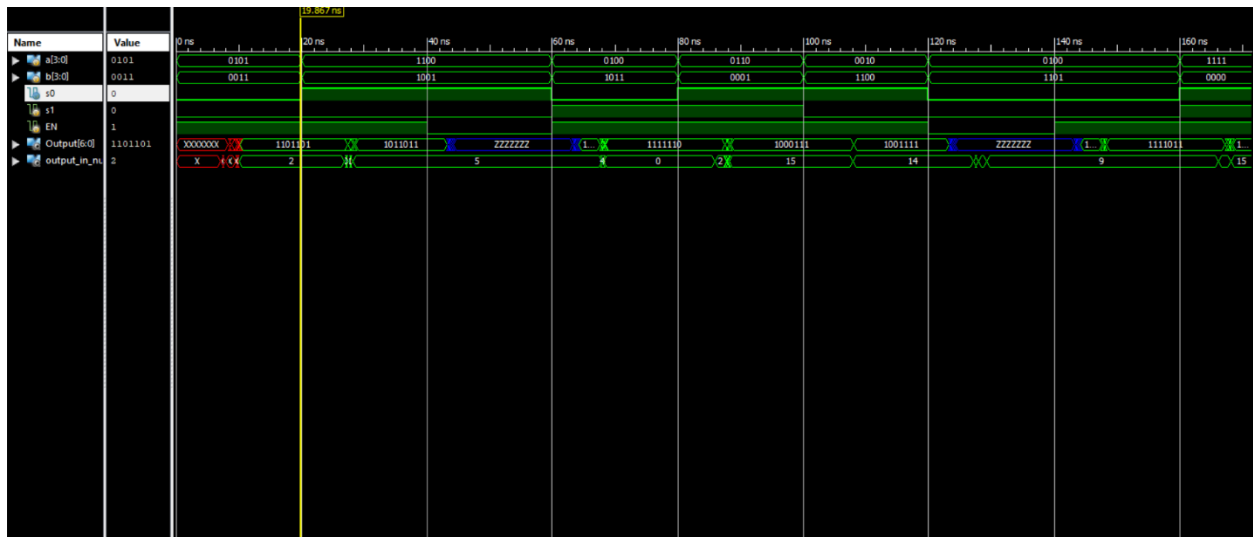 19.867 ns
Name Value 0 ns 20 ns 40 ns 60 ns 80 ns 100 ns 120 ns 140 ns 160 ns
a[3:0] 0101 0101 1100 0100 0110 0010 0100 1111
b[3:0] 0011 0011 1001 1011 0001 1100 1101 0000
s0 0
s1 0
EN 1
Output[6:0] 1101101 XXXXXXX 1101101 1011011 ZZZZZZZ 1... 1111110 1000111 1001111 ZZZZZZZ 1... 1111011 1...
output_in_nu 2 X 2 5 0 2 15 14 9 15